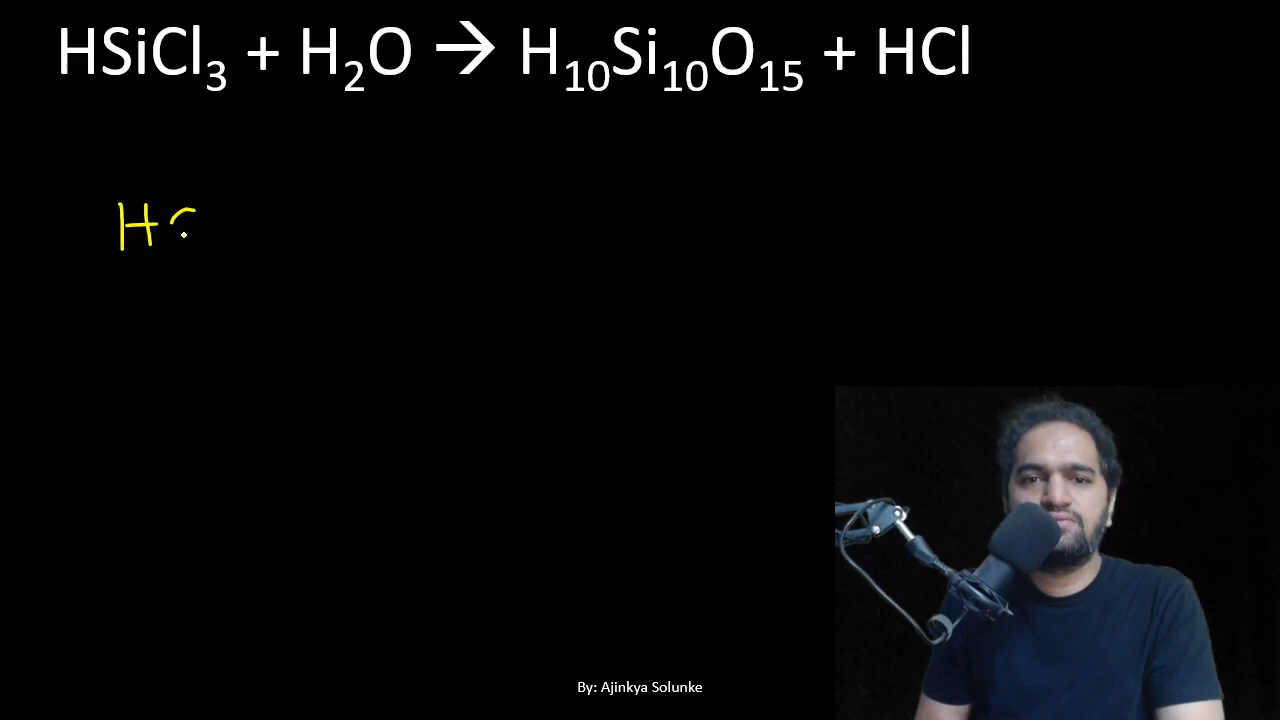 HSiCl₃ + H₂O → H₁₀Si₁₀O₁₅ + HCl
H
By: Ajinkya Solunke